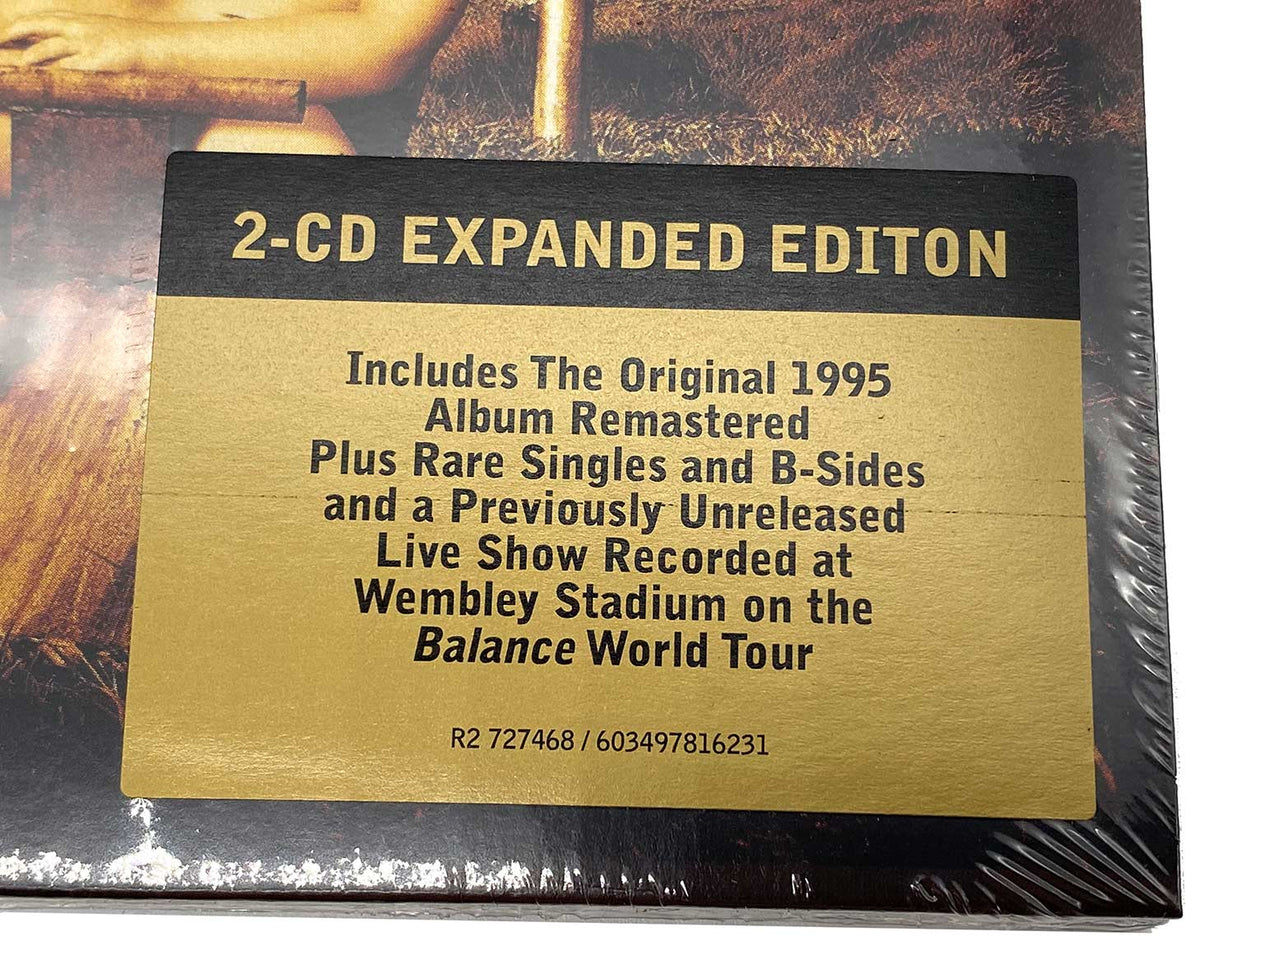 2-CD EXPANDED EDITON
Includes The Original 1995
Album Remastered
Plus Rare Singles and B-Sides
and a Previously Unreleased
Live Show Recorded at
Wembley Stadium on the
Balance World Tour
R2 727468 / 603497816231